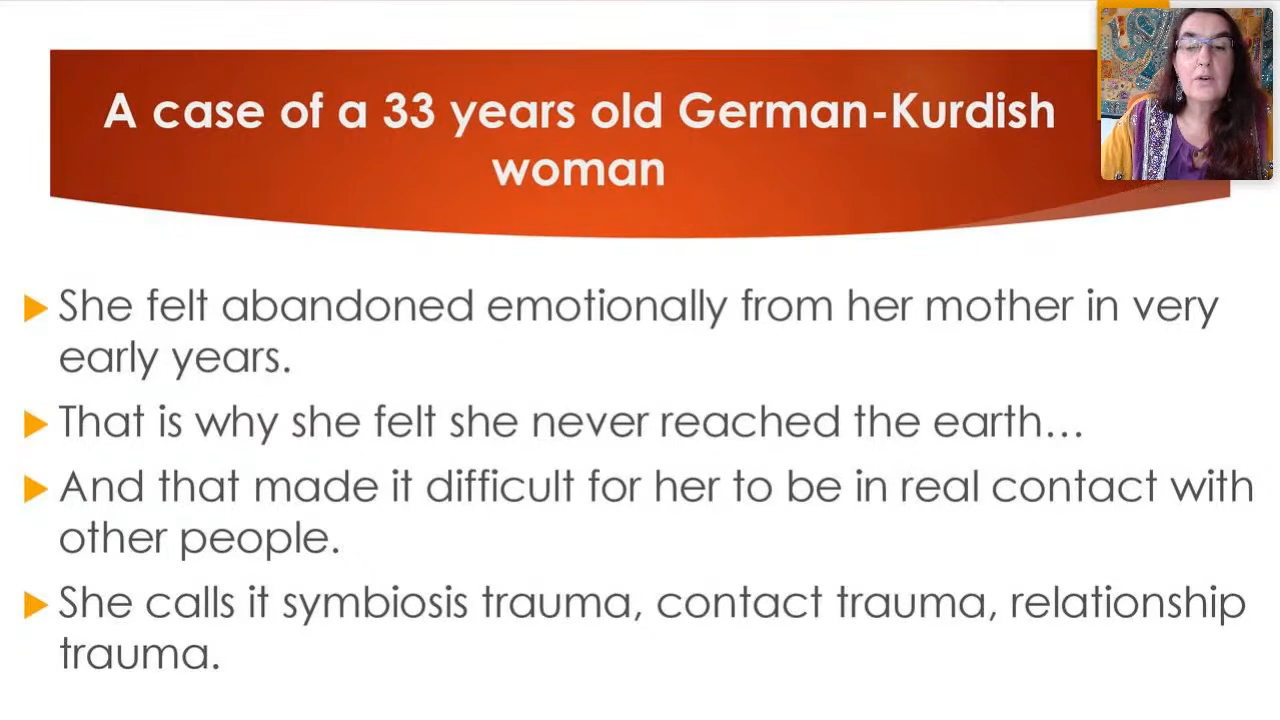 A case of a 33 years old German-Kurdish
woman
She felt abandoned emotionally from her mother in very
early years.
That is why she felt she never reached the earth…
And that made it difficult for her to be in real contact with
other people.
She calls it symbiosis trauma, contact trauma, relationship
trauma.